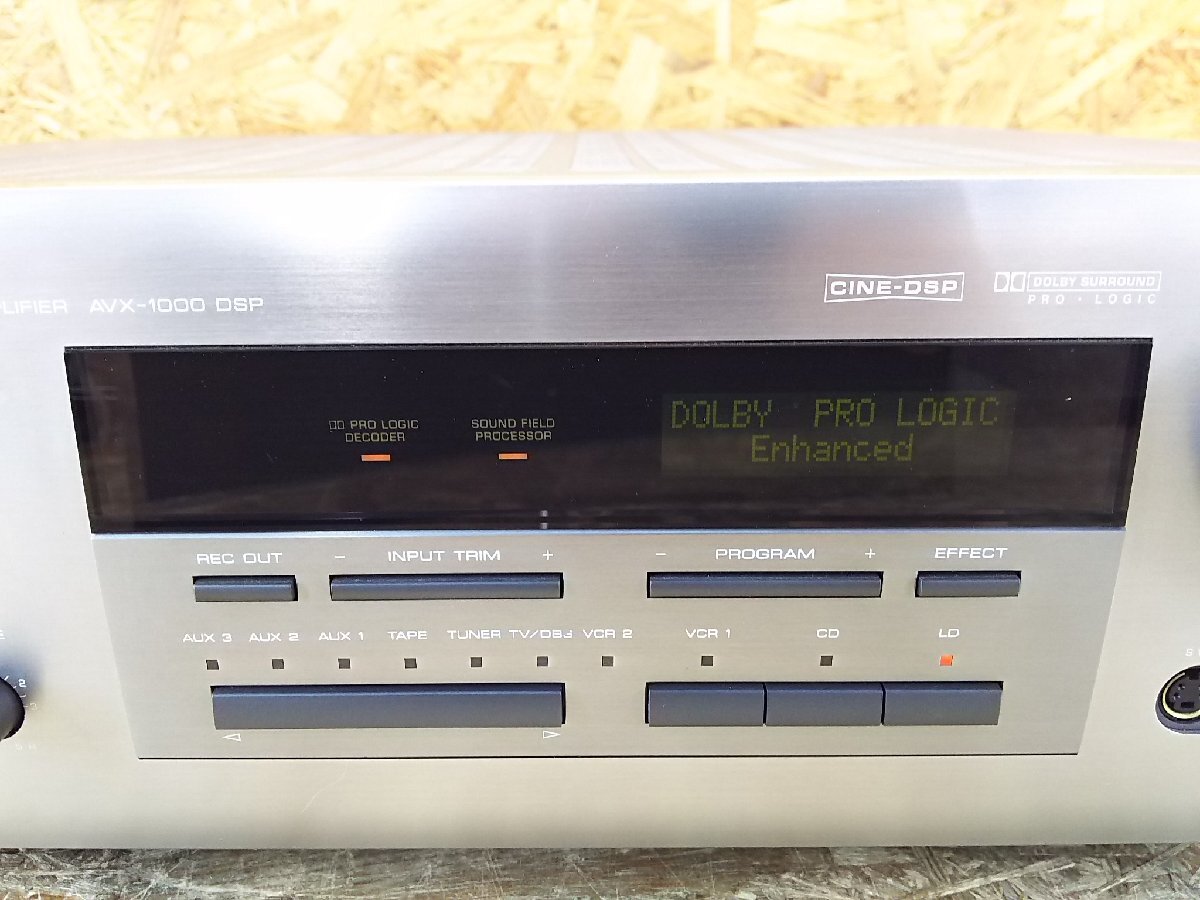 AVX-1000 DSP
CINE-DSP
DOLBY SURROUND
PRO · LOGIC
PRO LOGIC DECODER
SOUND FIELD PROCESSOR
DOLBY PRO LOGIC
Enhanced
REC OUT
− INPUT TRIM +
− PROGRAM +
EFFECT
AUX 3 AUX 2 AUX 1 TAPE TUNER TV/DBS VCR 2 VCR 1 CD LD